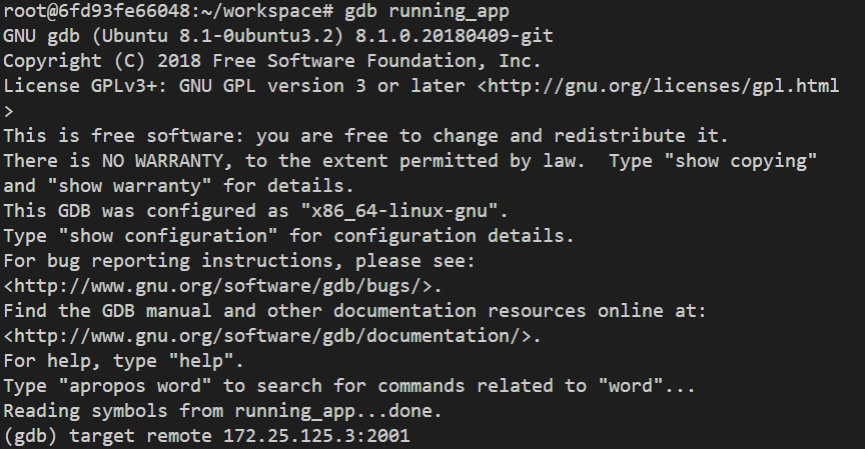 root@6fd93fe66048:~/workspace# gdb running_app
GNU gdb (Ubuntu 8.1-0ubuntu3.2) 8.1.0.20180409-git
Copyright (C) 2018 Free Software Foundation, Inc.
License GPLv3+: GNU GPL version 3 or later <http://gnu.org/licenses/gpl.html
>
This is free software: you are free to change and redistribute it.
There is NO WARRANTY, to the extent permitted by law.  Type "show copying"
and "show warranty" for details.
This GDB was configured as "x86_64-linux-gnu".
Type "show configuration" for configuration details.
For bug reporting instructions, please see:
<http://www.gnu.org/software/gdb/bugs/>.
Find the GDB manual and other documentation resources online at:
<http://www.gnu.org/software/gdb/documentation/>.
For help, type "help".
Type "apropos word" to search for commands related to "word"...
Reading symbols from running_app...done.
(gdb) target remote 172.25.125.3:2001